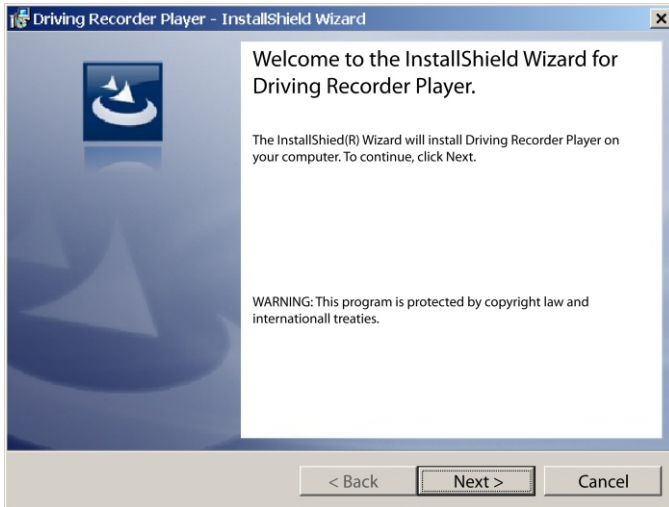 Driving Recorder Player - InstallShield Wizard
Welcome to the InstallShield Wizard for
Driving Recorder Player.
The InstallShied(R) Wizard will install Driving Recorder Player on
your computer. To continue, click Next.
WARNING: This program is protected by copyright law and
internationall treaties.
< Back
Next >
Cancel